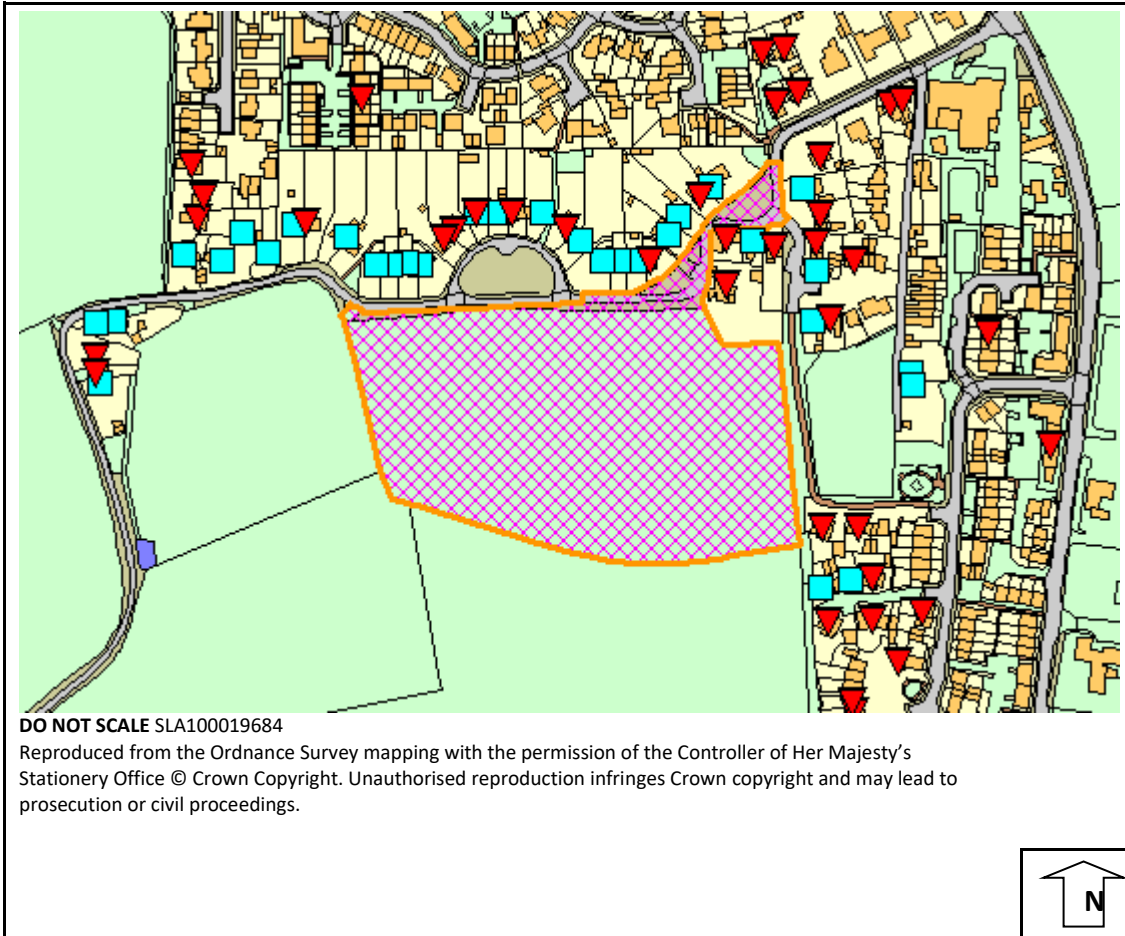 DO NOT SCALE SLA100019684
Reproduced from the Ordnance Survey mapping with the permission of the Controller of Her Majesty’s
Stationery Office © Crown Copyright. Unauthorised reproduction infringes Crown copyright and may lead to
prosecution or civil proceedings.
N